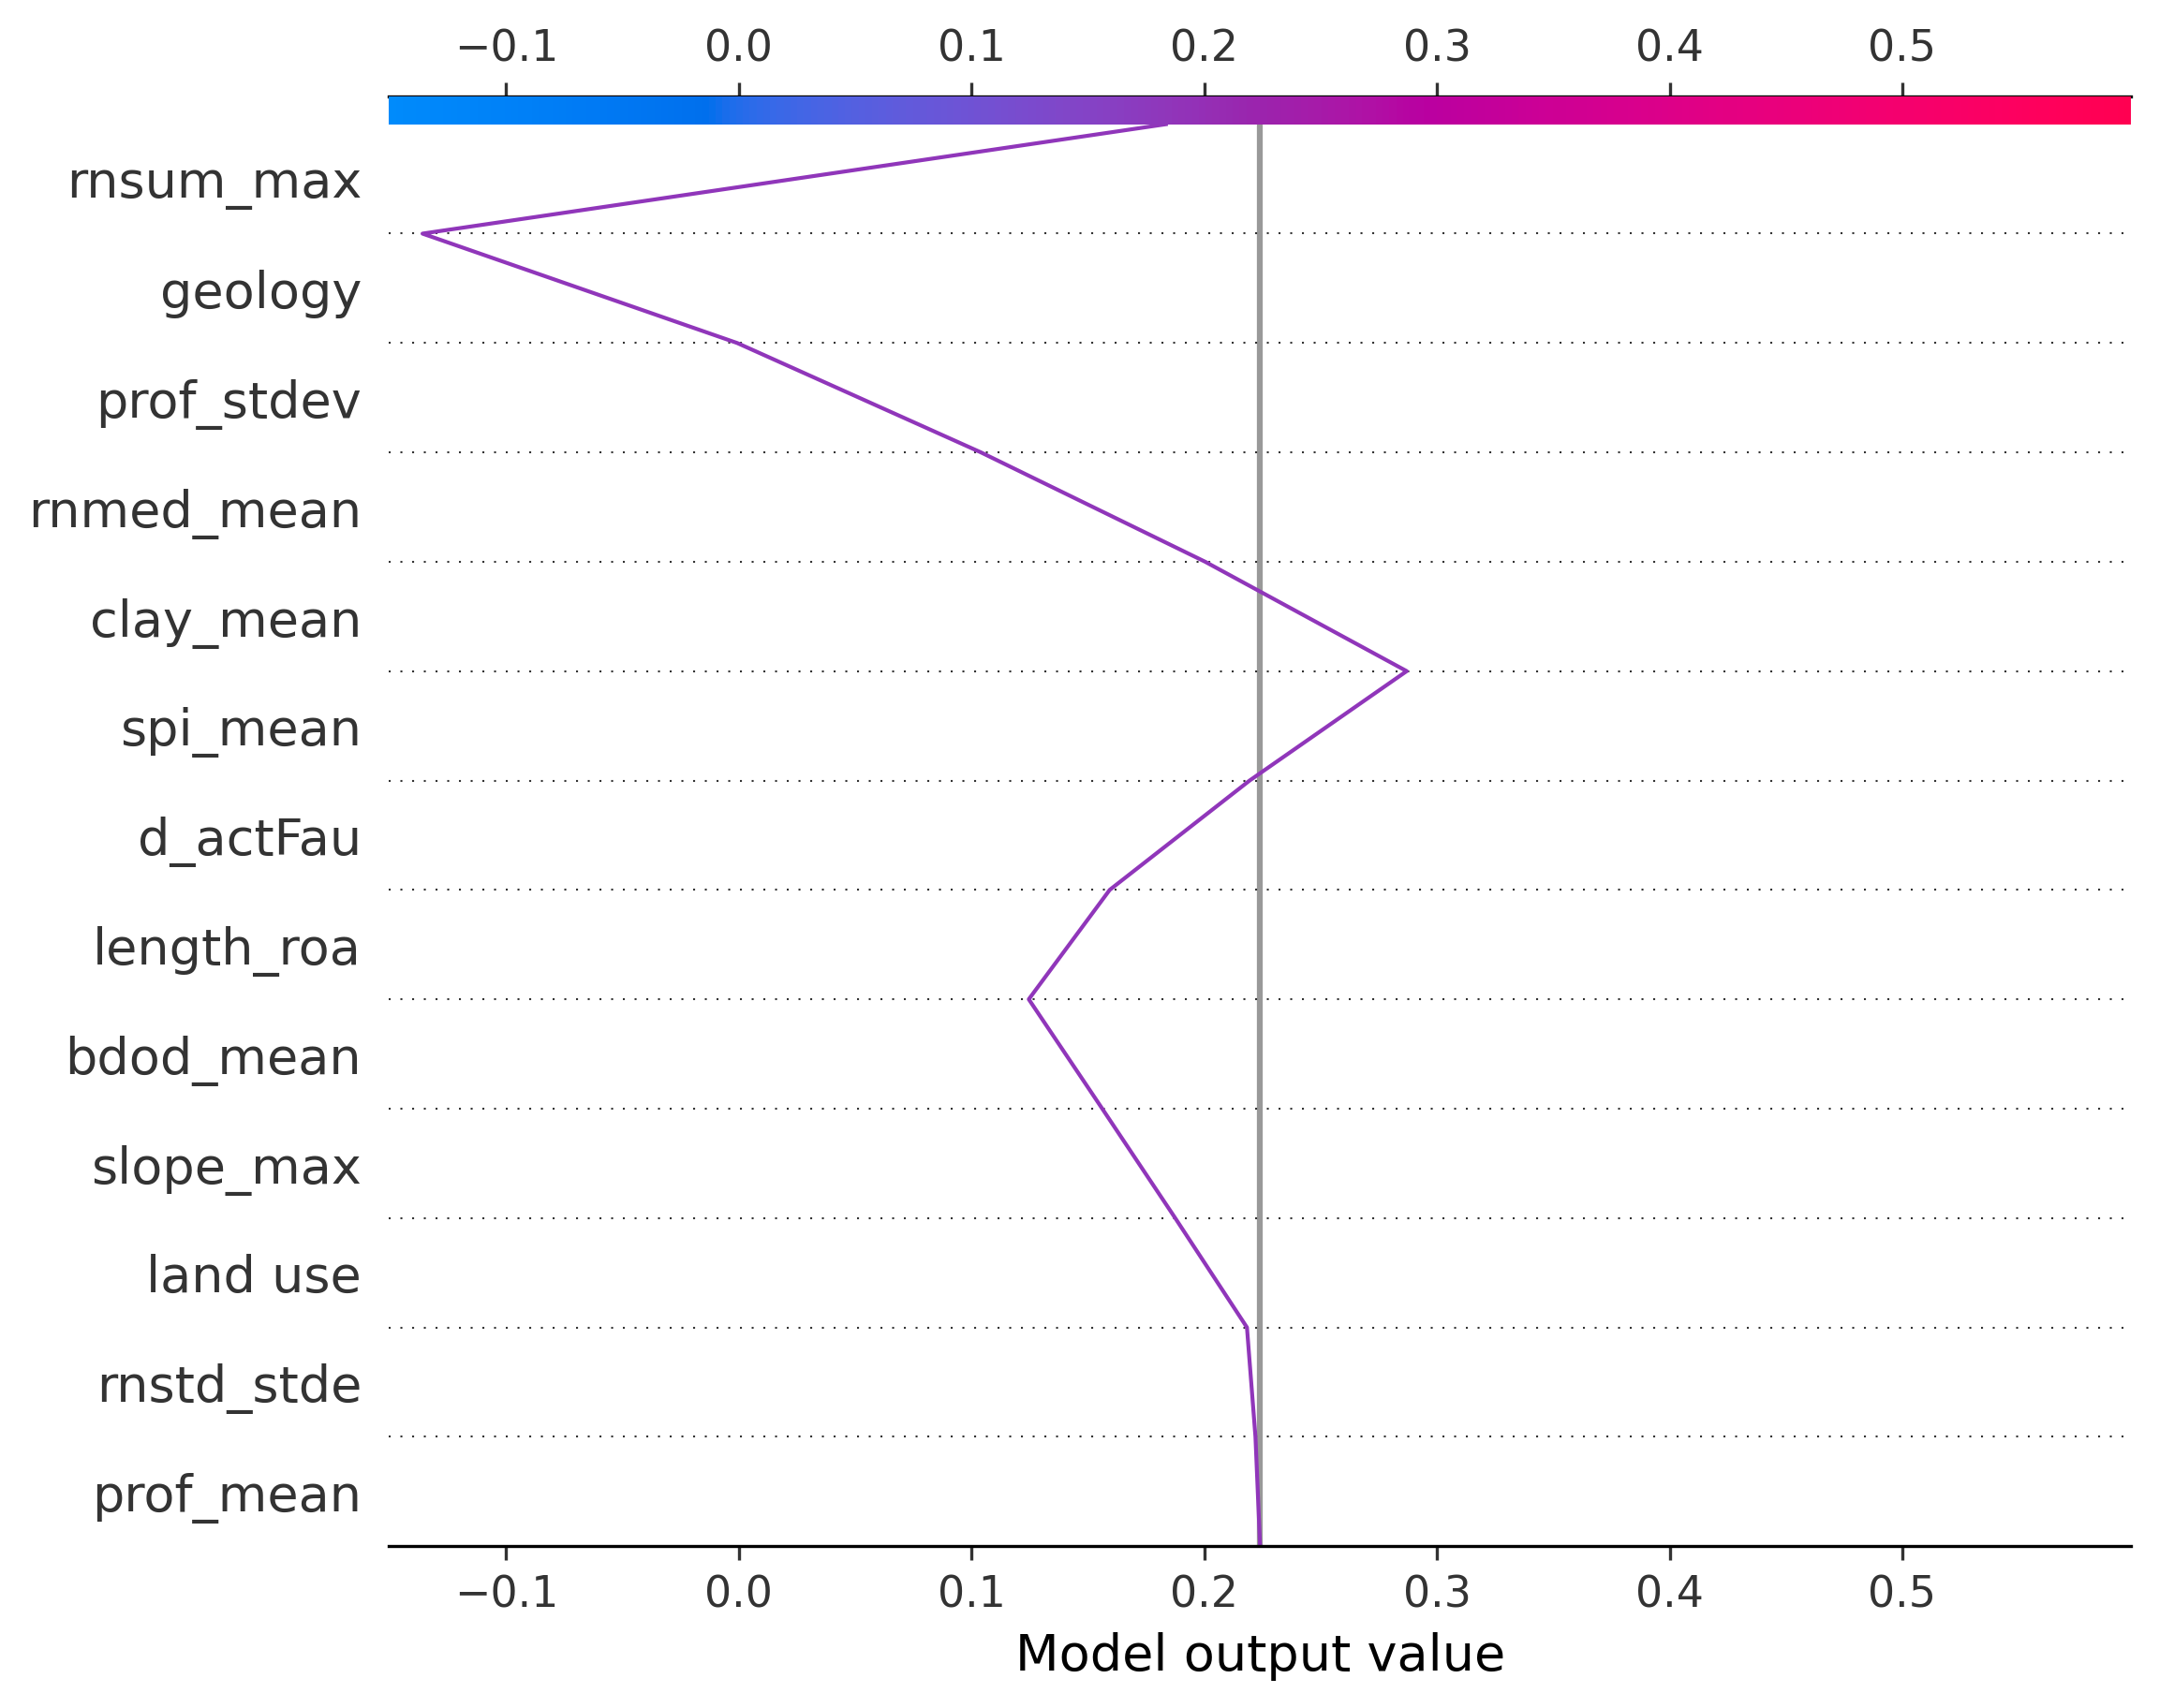 −0.1 0.0 0.1 0.2 0.3 0.4 0.5
rnsum_max
geology
prof_stdev
rnmed_mean
clay_mean
spi_mean
d_actFau
length_roa
bdod_mean
slope_max
land use
rnstd_stde
prof_mean
−0.1 0.0 0.1 0.2 0.3 0.4 0.5
Model output value